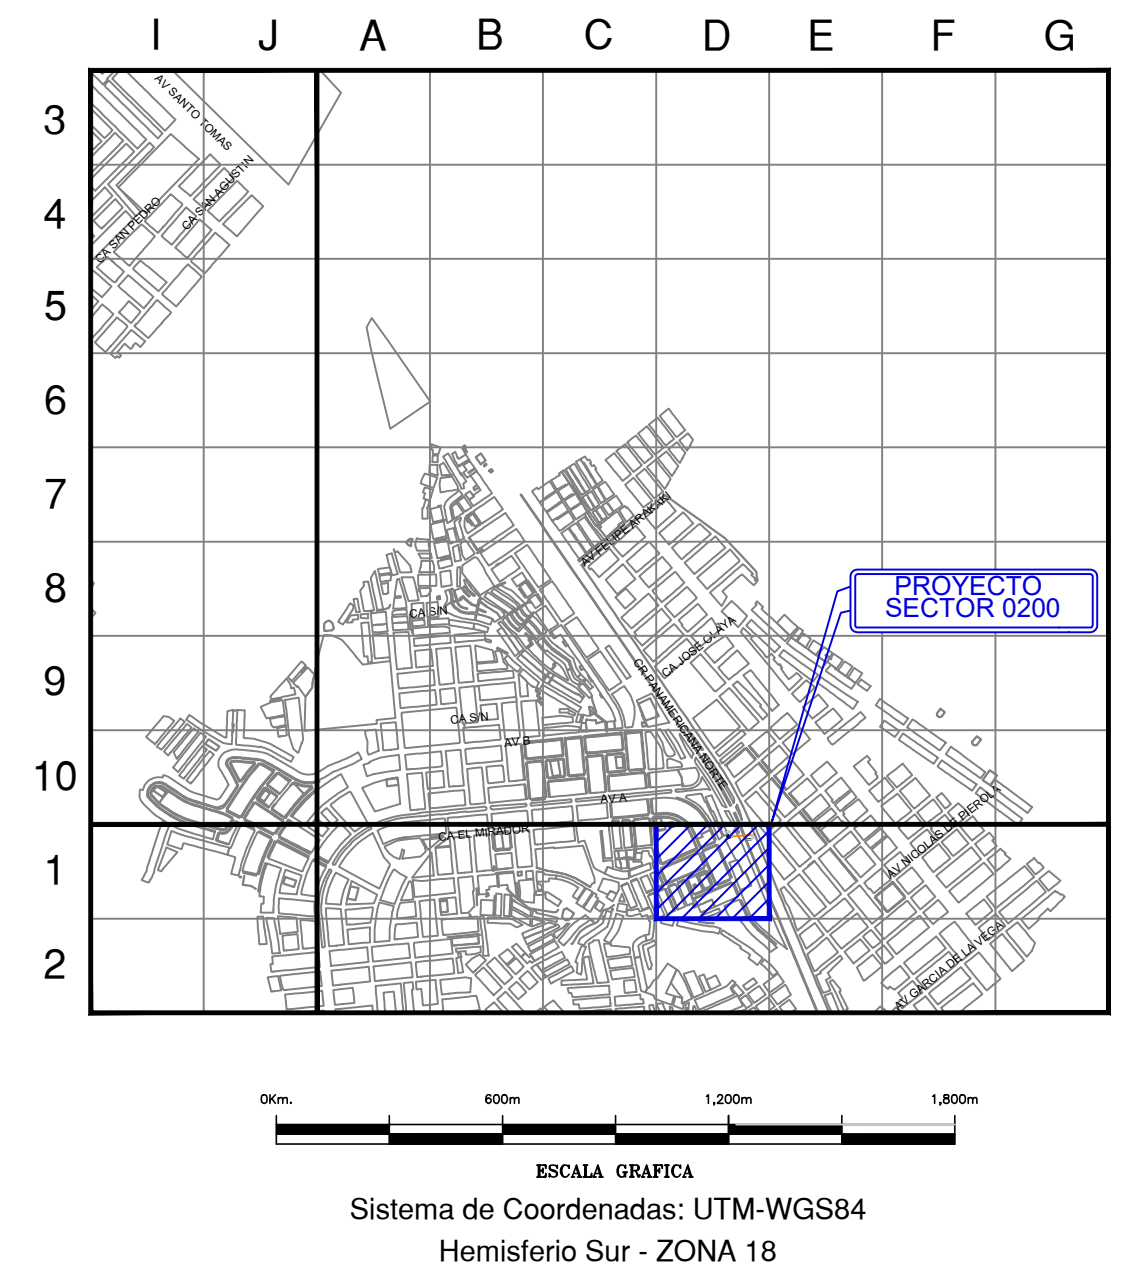 I J A B C D E F G
3
AV SANTO TOMAS
4
CA SAN AGUSTIN
CA SAN PEDRO
5
6
7
AV FELIPE ARAKAKI
8
PROYECTO
SECTOR 0200
CA S/N
CA JOSE OLAYA
9
CR PANAMERICANA NORTE
CA S/N
AV B
10
AV A
CA EL MIRADOR
AV NICOLAS DE PIEROLA
1
2
AV GARCIA DE LA VEGA
0Km. 600m 1,200m 1,800m
ESCALA GRAFICA
Sistema de Coordenadas: UTM-WGS84
Hemisferio Sur - ZONA 18